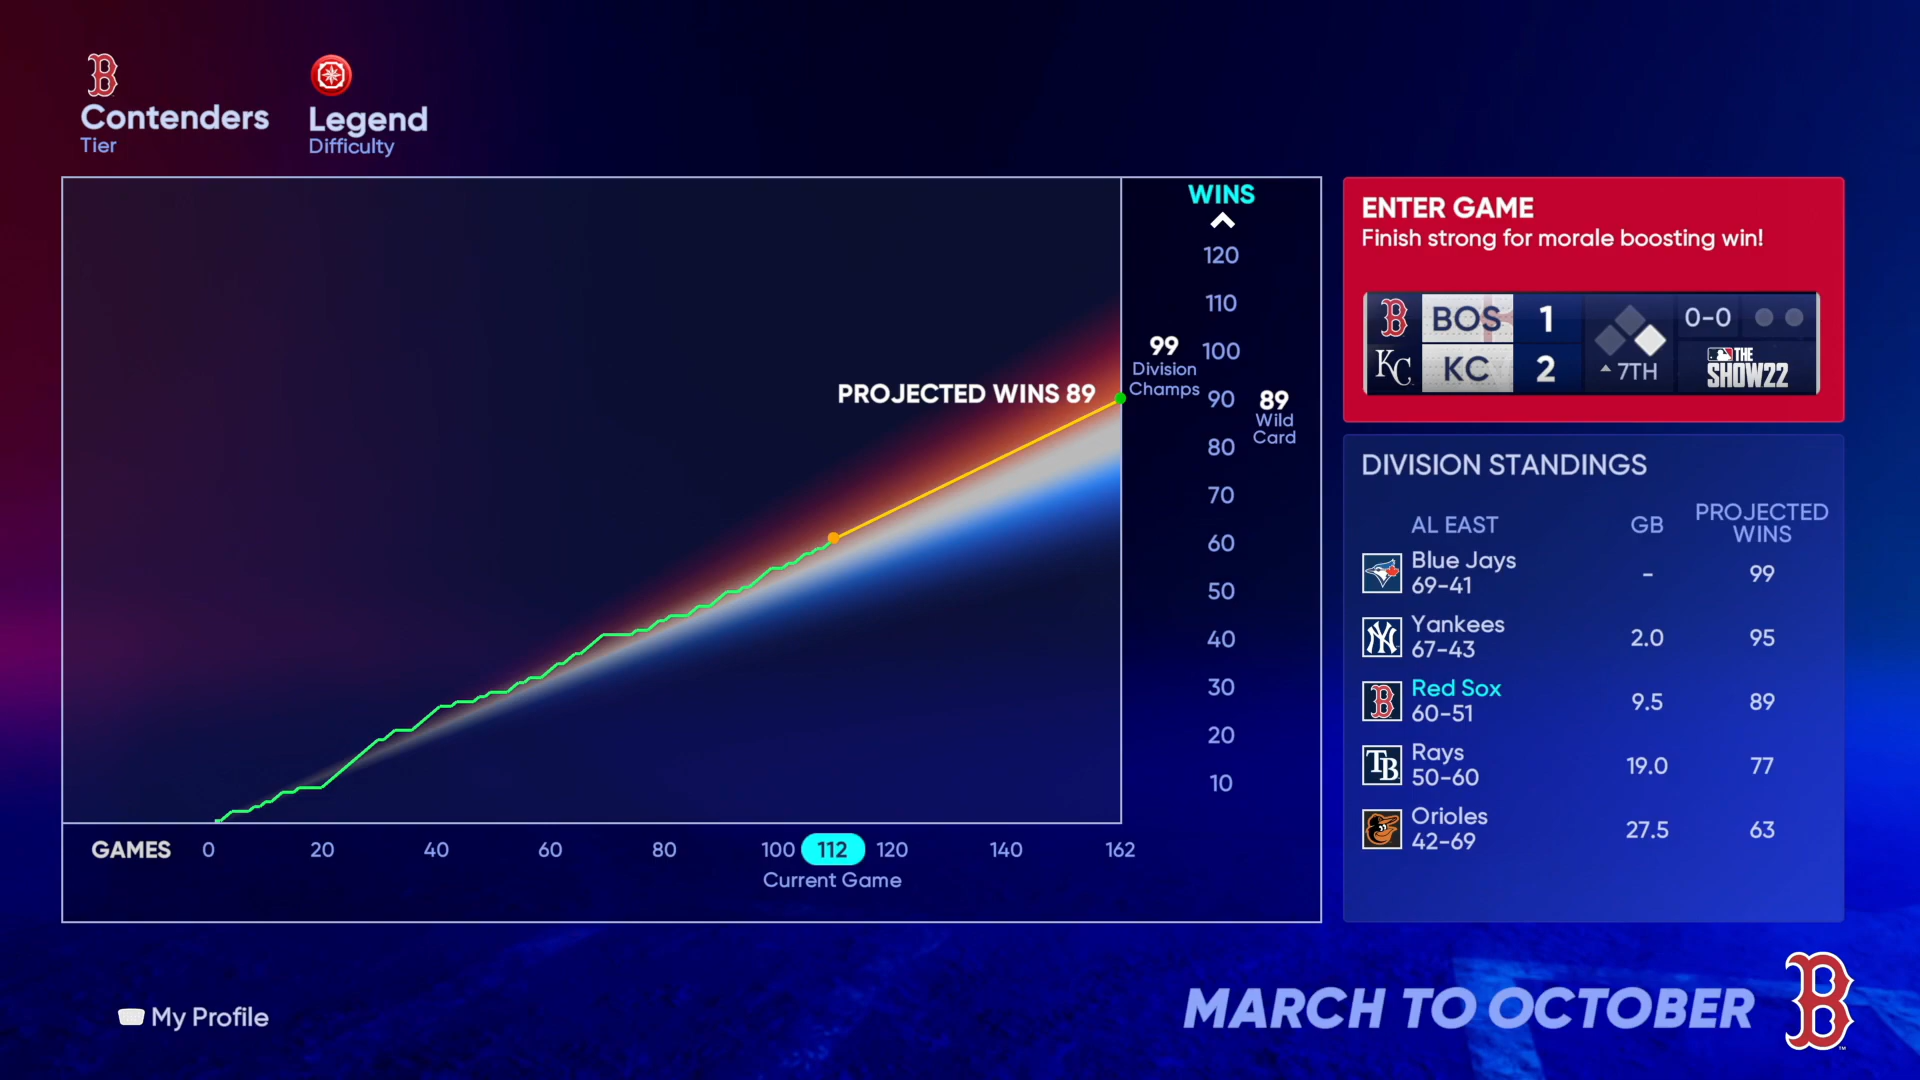 Contenders
Tier
Legend
Difficulty
WINS
120
110
100
90
80
70
60
50
40
30
20
10
99
Division
Champs
89
Wild
Card
PROJECTED WINS 89
GAMES 0 20 40 60 80 100 112 120 140 162
Current Game
ENTER GAME
Finish strong for morale boosting win!
B BOS 1 0-0
KC KC 2 7TH
THE
SHOW22
DIVISION STANDINGS
AL EAST GB PROJECTED
WINS
Blue Jays
69-41 - 99
Yankees
67-43 2.0 95
Red Sox
60-51 9.5 89
Rays
50-60 19.0 77
Orioles
42-69 27.5 63
My Profile
MARCH TO OCTOBER B